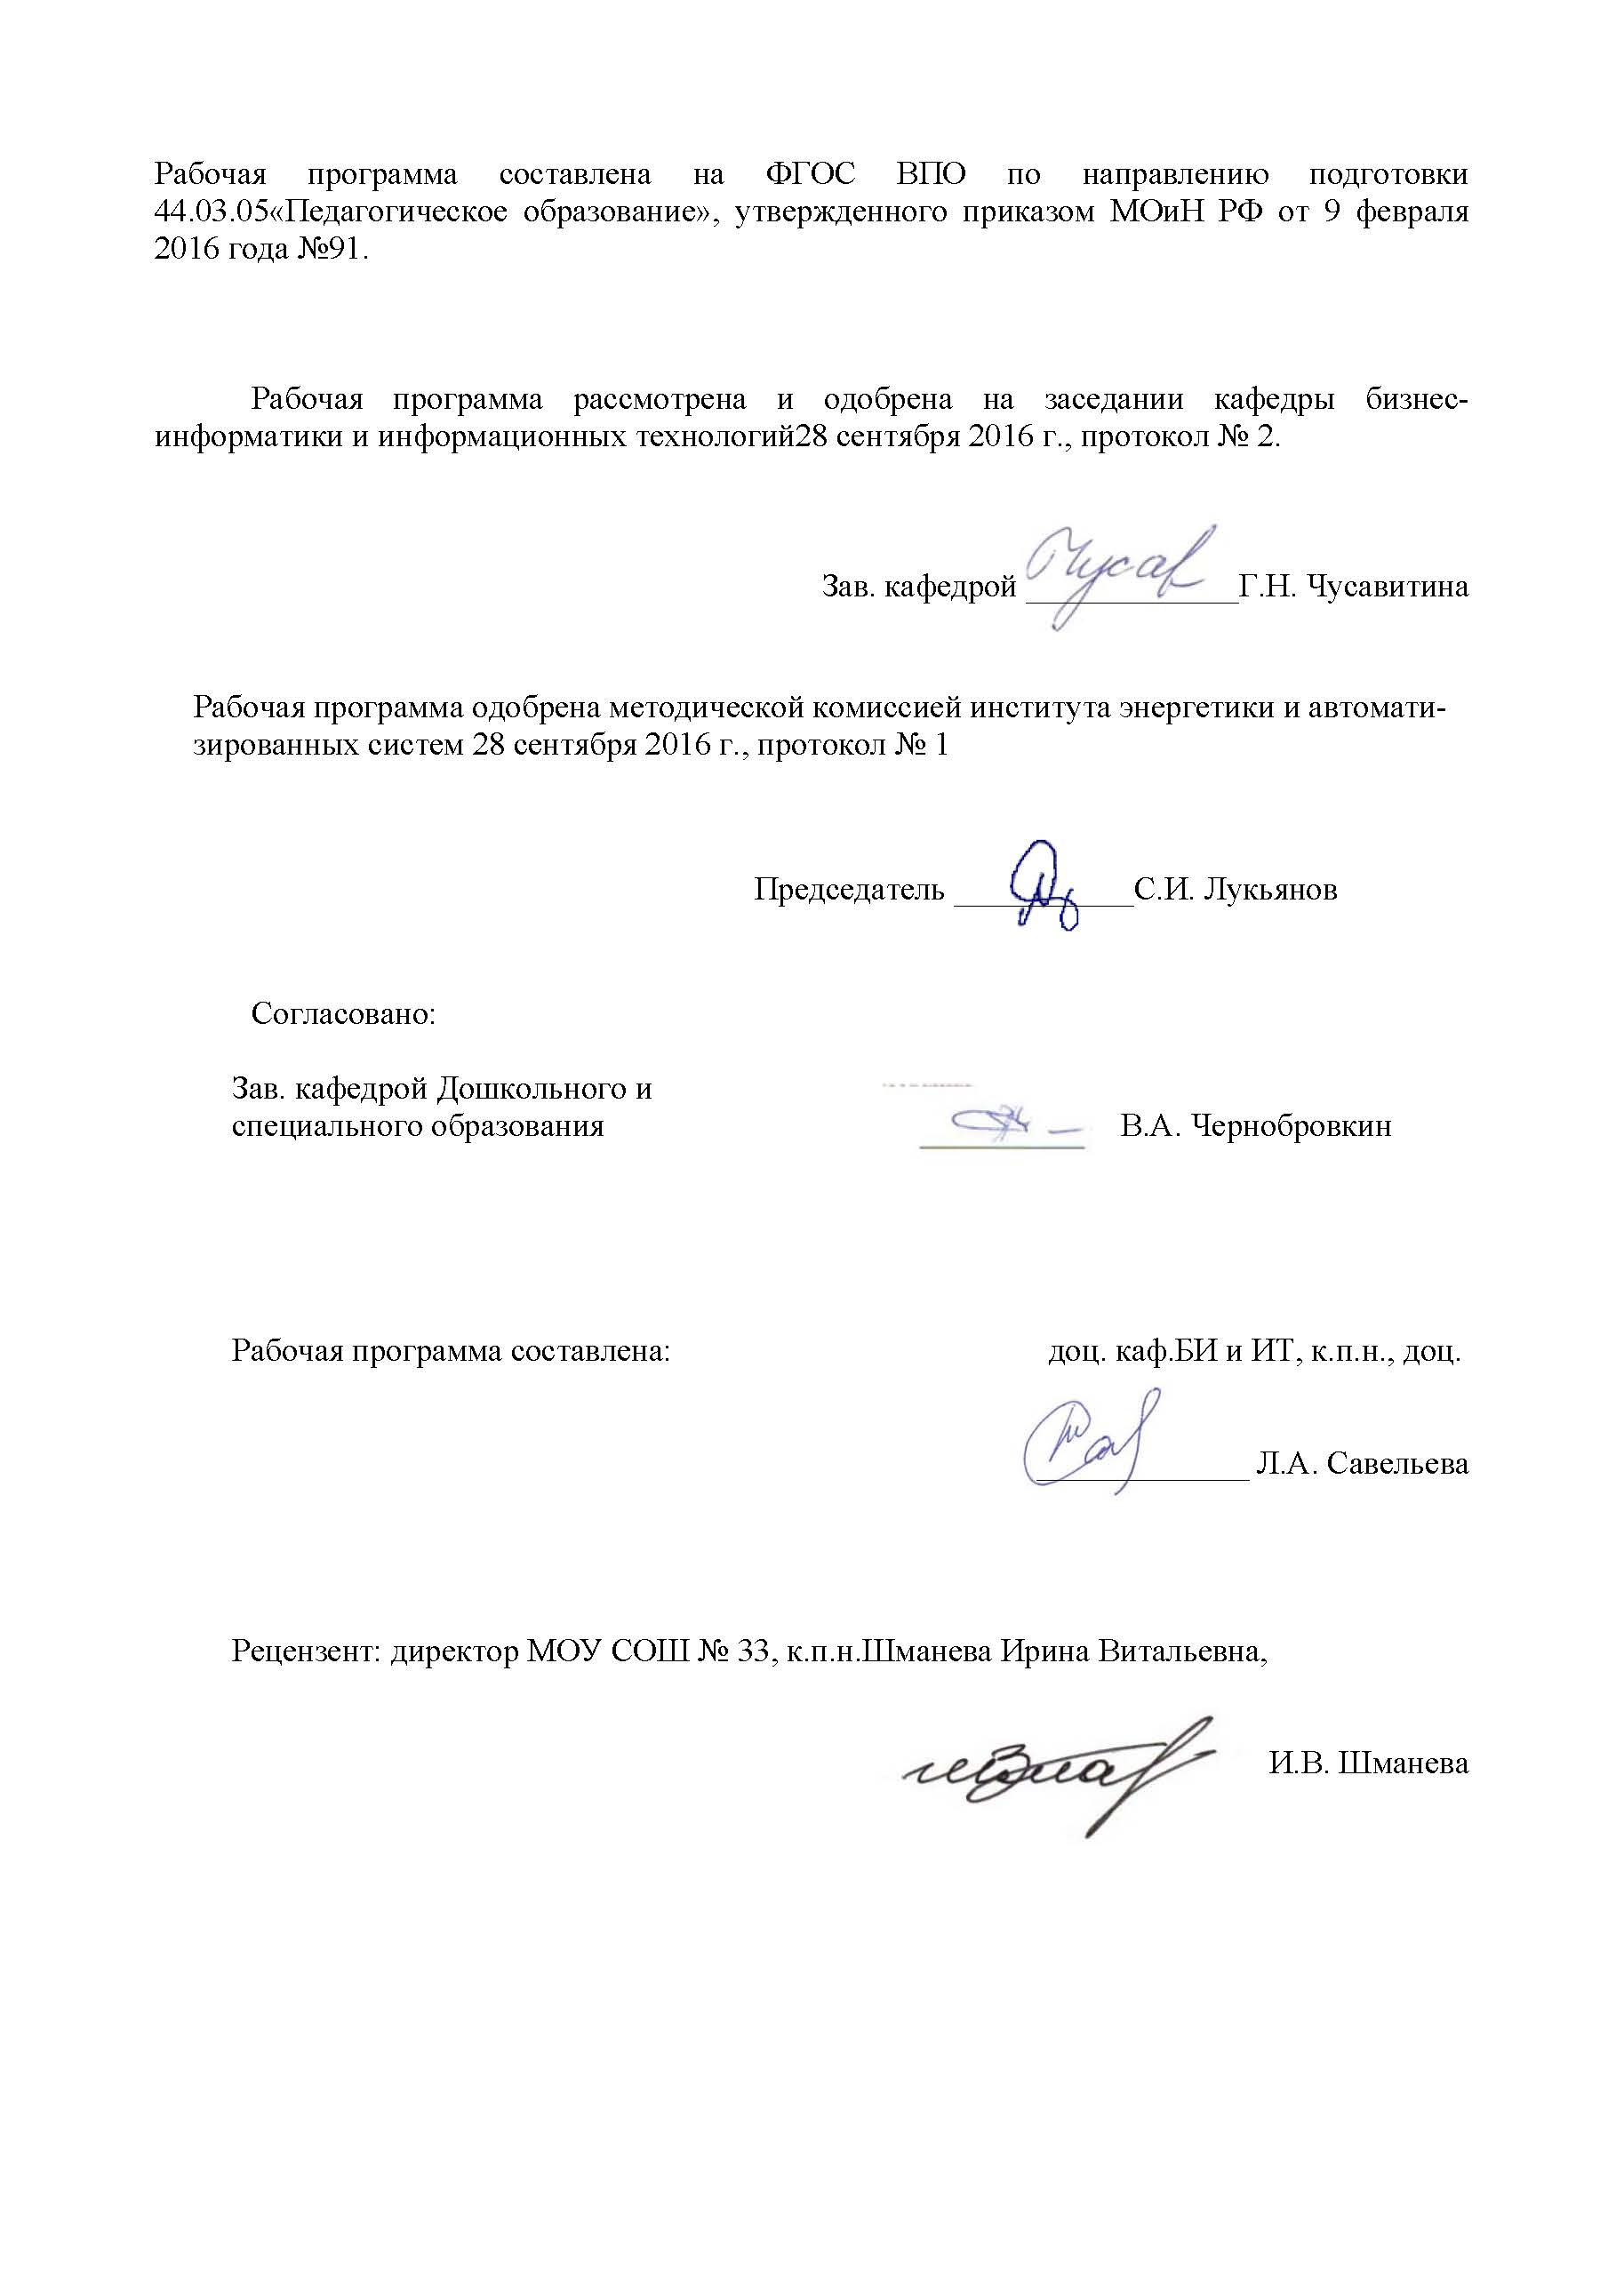 Рабочая программа составлена на ФГОС ВПО по направлению подготовки
44.03.05«Педагогическое образование», утвержденного приказом МОиН РФ от 9 февраля
2016 года №91.
Рабочая программа рассмотрена и одобрена на заседании кафедры бизнес-
информатики и информационных технологий28 сентября 2016 г., протокол № 2.
Зав. кафедрой Чусав Г.Н. Чусавитина
Рабочая программа одобрена методической комиссией института энергетики и автомати-
зированных систем 28 сентября 2016 г., протокол № 1
Председатель С.И. Лукьянов
Согласовано:
Зав. кафедрой Дошкольного и
специального образования В.А. Чернобровкин
Рабочая программа составлена: доц. каф.БИ и ИТ, к.п.н., доц.
Л.А. Савельева
Рецензент: директор МОУ СОШ № 33, к.п.н.Шманева Ирина Витальевна,
И.В. Шманева